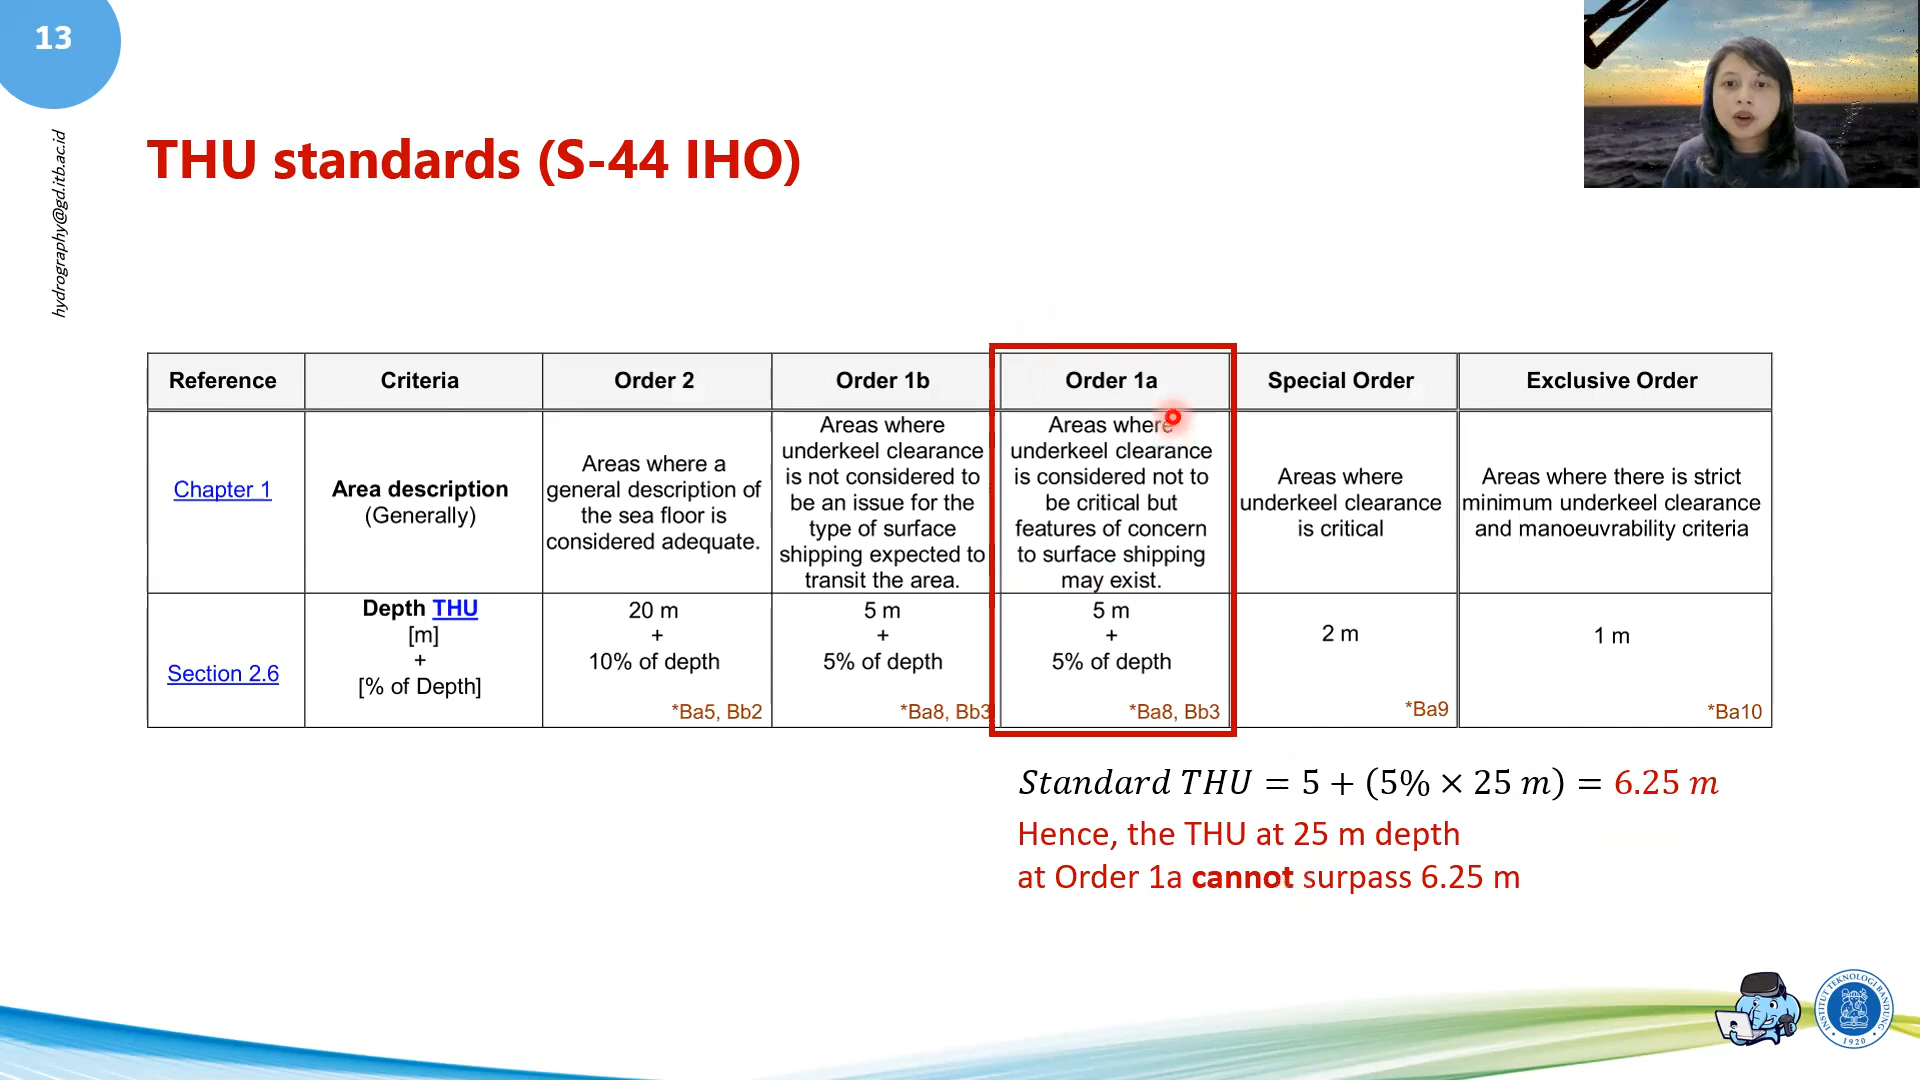 13
hydrography@gd.itb.ac.id
THU standards (S-44 IHO)
Reference
Criteria
Order 2
Order 1b
Order 1a
Special Order
Exclusive Order
Chapter 1
Area description
(Generally)
Areas where a
general description of
the sea floor is
considered adequate.
Areas where
underkeel clearance
is not considered to
be an issue for the
type of surface
shipping expected to
transit the area.
Areas where
underkeel clearance
is considered not to
be critical but
features of concern
to surface shipping
may exist.
Areas where
underkeel clearance
is critical
Areas where there is strict
minimum underkeel clearance
and manoeuvrability criteria
Section 2.6
Depth THU
[m]
+
[% of Depth]
20 m
+
10% of depth
*Ba5, Bb2
5 m
+
5% of depth
*Ba8, Bb3
5 m
+
5% of depth
*Ba8, Bb3
2 m
*Ba9
1 m
*Ba10
Standard THU = 5 + (5% × 25 m) = 6.25 m
Hence, the THU at 25 m depth
at Order 1a cannot surpass 6.25 m
INSTITUT TEKNOLOGI BANDUNG
1920